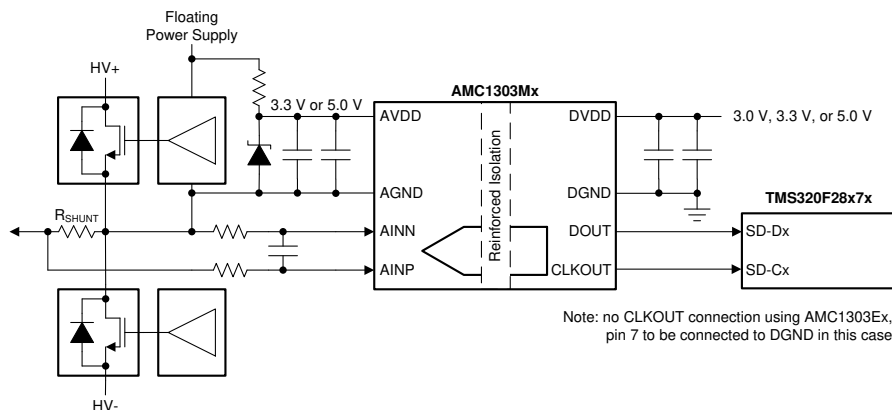 Floating
Power Supply
HV+
AMC1303Mx
3.3 V or 5.0 V
AVDD
DVDD
3.0 V, 3.3 V, or 5.0 V
Reinforced Isolation
AGND
DGND
TMS320F28x7x
RSHUNT
AINN
DOUT
SD-Dx
AINP
CLKOUT
SD-Cx
Note: no CLKOUT connection using AMC1303Ex,
pin 7 to be connected to DGND in this case
HV-